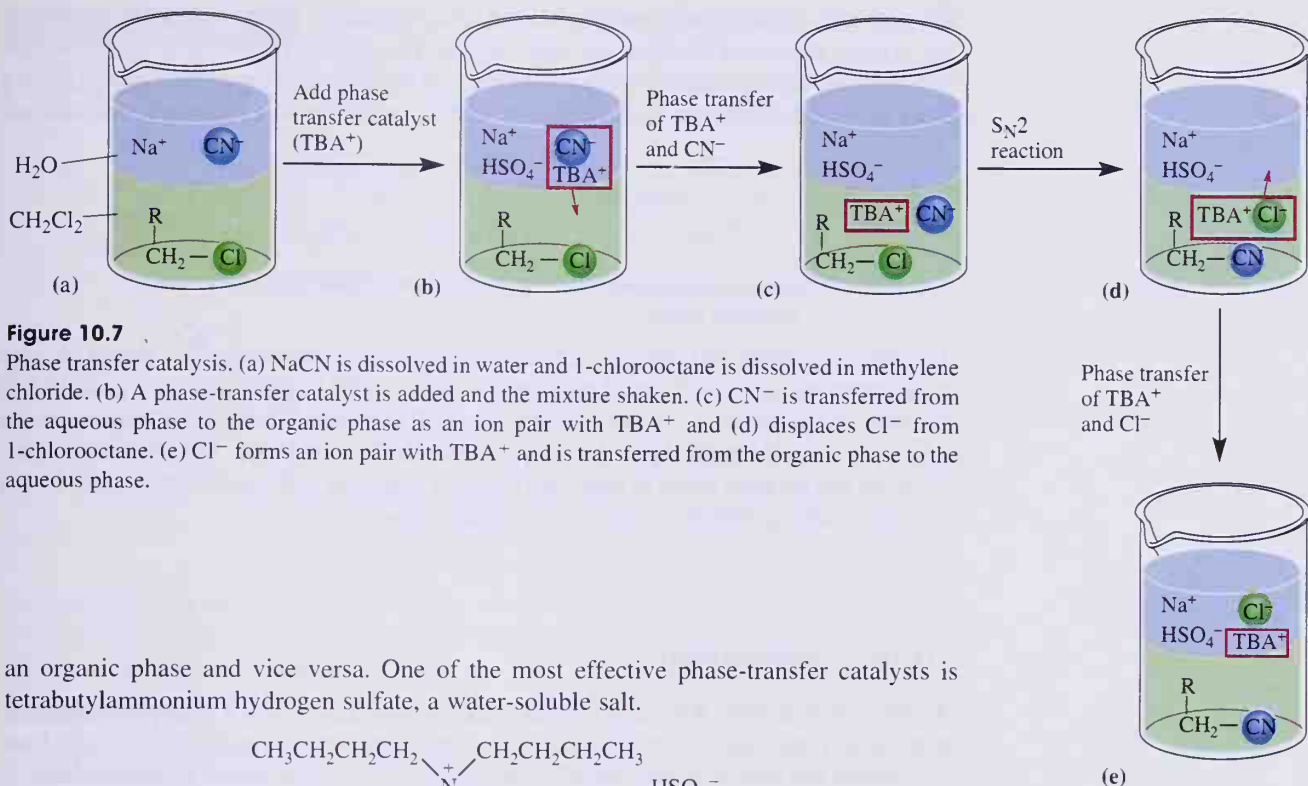 Add phase
transfer catalyst
(TBA⁺)
Phase transfer
of TBA⁺
and CN⁻
S_N2
reaction
H₂O
CH₂Cl₂
Na⁺ CN⁻
R
CH₂—Cl
(a)
Na⁺ CN⁻
HSO₄⁻ TBA⁺
R
CH₂—Cl
(b)
Na⁺
HSO₄⁻
TBA⁺ CN⁻
R
CH₂—Cl
(c)
Na⁺
HSO₄⁻
TBA⁺ Cl⁻
R
CH₂—CN
(d)
Figure 10.7
Phase transfer catalysis. (a) NaCN is dissolved in water and 1-chlorooctane is dissolved in methylene
chloride. (b) A phase-transfer catalyst is added and the mixture shaken. (c) CN⁻ is transferred from
the aqueous phase to the organic phase as an ion pair with TBA⁺ and (d) displaces Cl⁻ from
1-chlorooctane. (e) Cl⁻ forms an ion pair with TBA⁺ and is transferred from the organic phase to the
aqueous phase.
Phase transfer
of TBA⁺
and Cl⁻
Na⁺ Cl⁻
HSO₄⁻ TBA⁺
R
CH₂—CN
(e)
an organic phase and vice versa. One of the most effective phase-transfer catalysts is
tetrabutylammonium hydrogen sulfate, a water-soluble salt.
CH₃CH₂CH₂CH₂ + CH₂CH₂CH₂CH₃